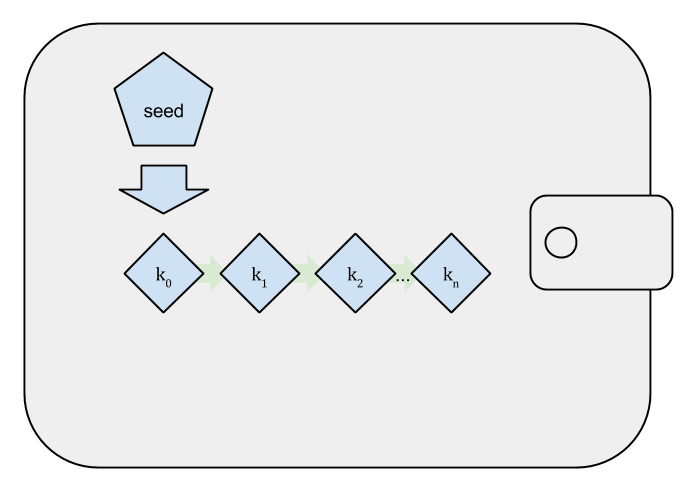 seed
k₀ k₁ k₂ ... kₙ